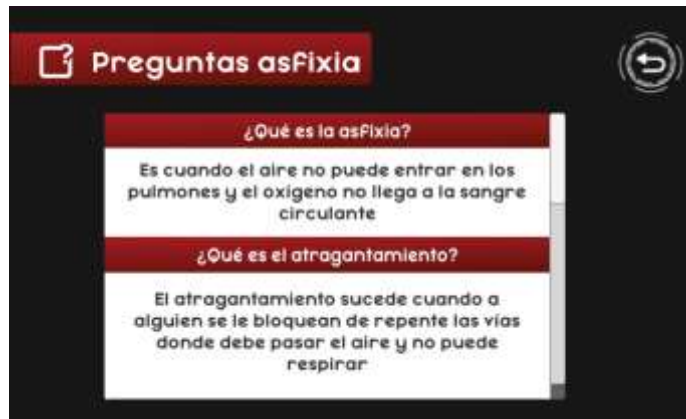 Preguntas asfixia
¿Qué es la asfixia?
Es cuando el aire no puede entrar en los
pulmones y el oxígeno no llega a la sangre
circulante
¿Qué es el atragantamiento?
El atragantamiento sucede cuando a
alguien se le bloquean de repente las vías
donde debe pasar el aire y no puede
respirar